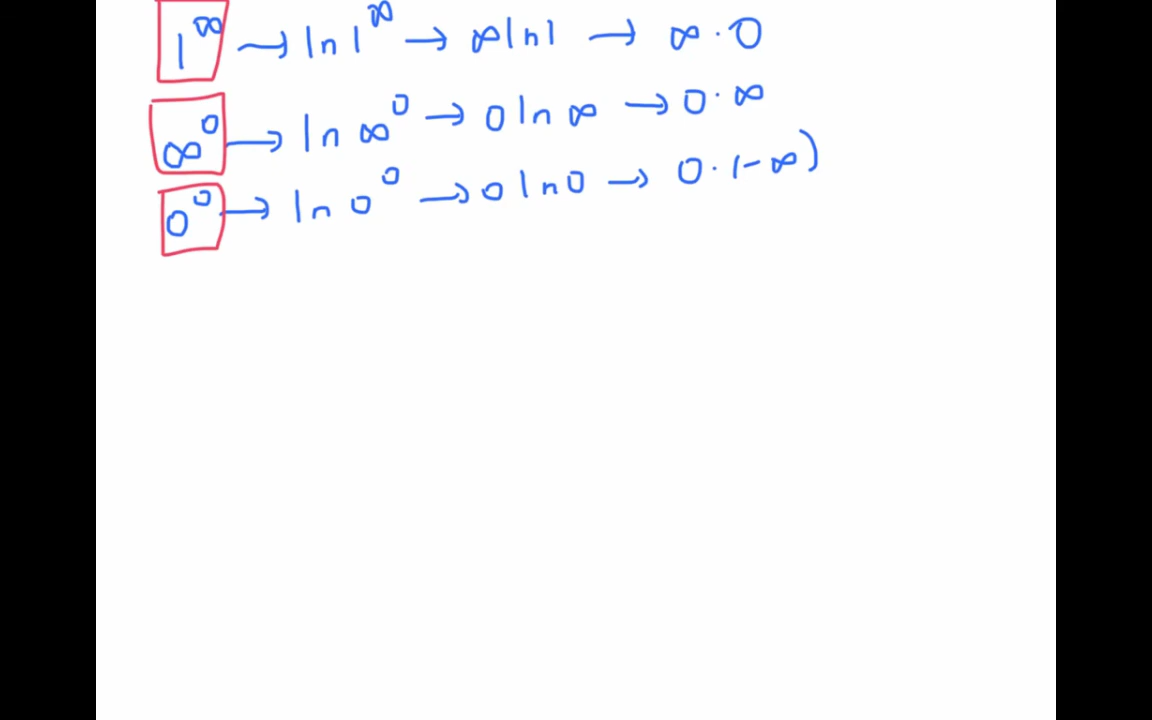 1^∞ → ln 1^∞ → ∞ ln 1 → ∞ · 0
∞^0 → ln ∞^0 → 0 ln ∞ → 0 · ∞
0^0 → ln 0^0 → 0 ln 0 → 0 · (-∞)